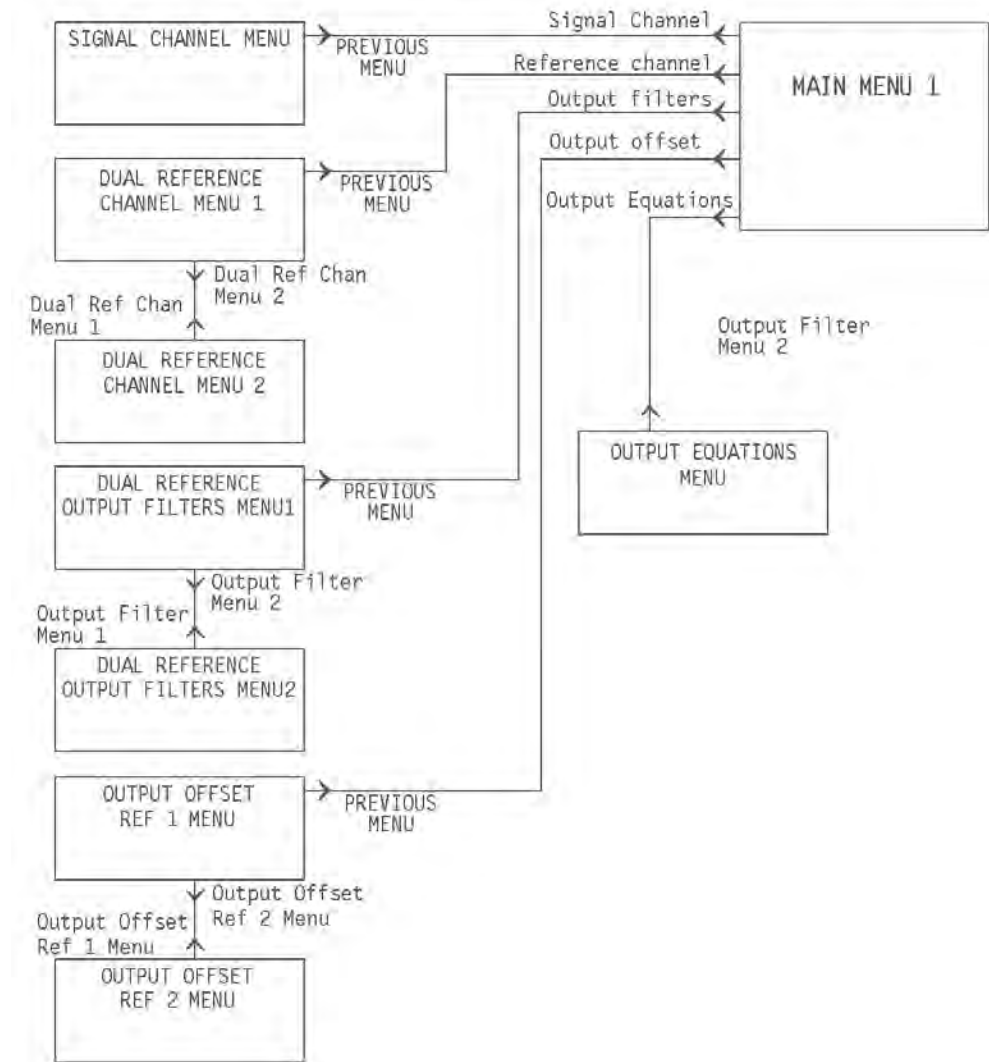 Signal Channel
SIGNAL CHANNEL MENU
PREVIOUS
MENU
Reference channel
MAIN MENU 1
Output filters
Output offset
DUAL REFERENCE
CHANNEL MENU 1
PREVIOUS
MENU
Output Equations
Dual Ref Chan
Menu 2
Dual Ref Chan
Menu 1
Output Filter
Menu 2
DUAL REFERENCE
CHANNEL MENU 2
OUTPUT EQUATIONS
MENU
DUAL REFERENCE
OUTPUT FILTERS MENU1
PREVIOUS
MENU
Output Filter
Menu 2
Output Filter
Menu 1
DUAL REFERENCE
OUTPUT FILTERS MENU2
OUTPUT OFFSET
REF 1 MENU
PREVIOUS
MENU
Output Offset
Ref 2 Menu
Output Offset
Ref 1 Menu
OUTPUT OFFSET
REF 2 MENU